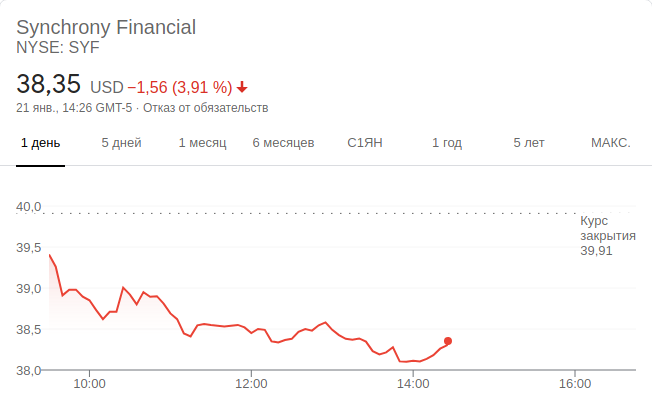 Synchrony Financial
NYSE: SYF
38,35 USD −1,56 (3,91 %)
21 янв., 14:26 GMT-5 · Отказ от обязательств
1 день 5 дней 1 месяц 6 месяцев С1ЯН 1 год 5 лет МАКС.
40,0
Курс
закрытия
39,91
39,5
39,0
38,5
38,0
10:00 12:00 14:00 16:00